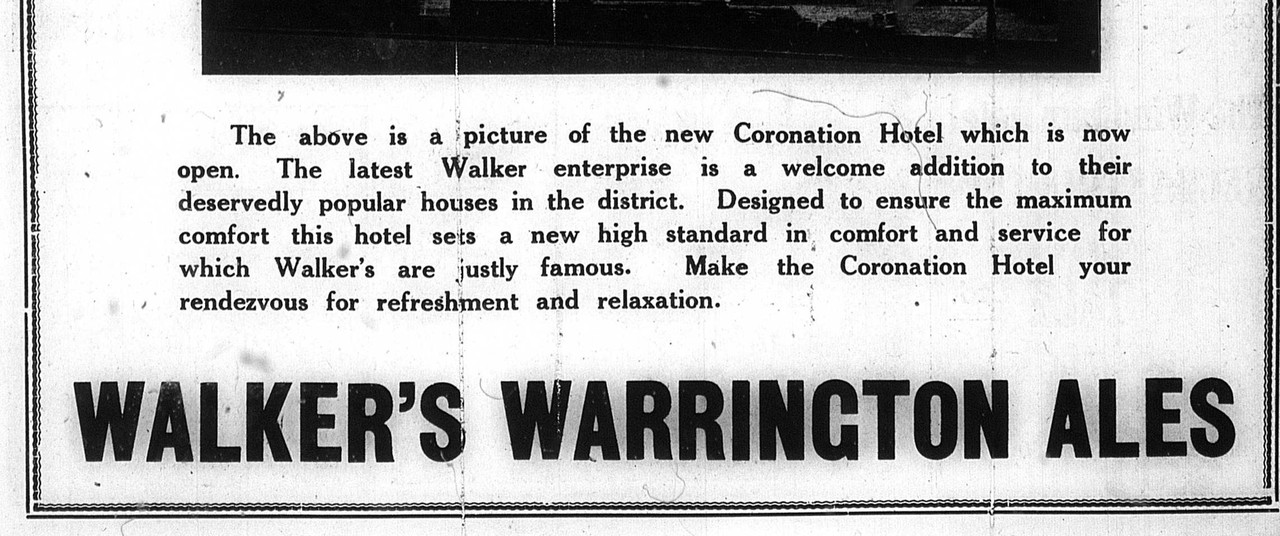 The above is a picture of the new Coronation Hotel which is now
open. The latest Walker enterprise is a welcome addition to their
deservedly popular houses in the district. Designed to ensure the maximum
comfort this hotel sets a new high standard in comfort and service for
which Walker's are justly famous. Make the Coronation Hotel your
rendezvous for refreshment and relaxation.
WALKER'S WARRINGTON ALES